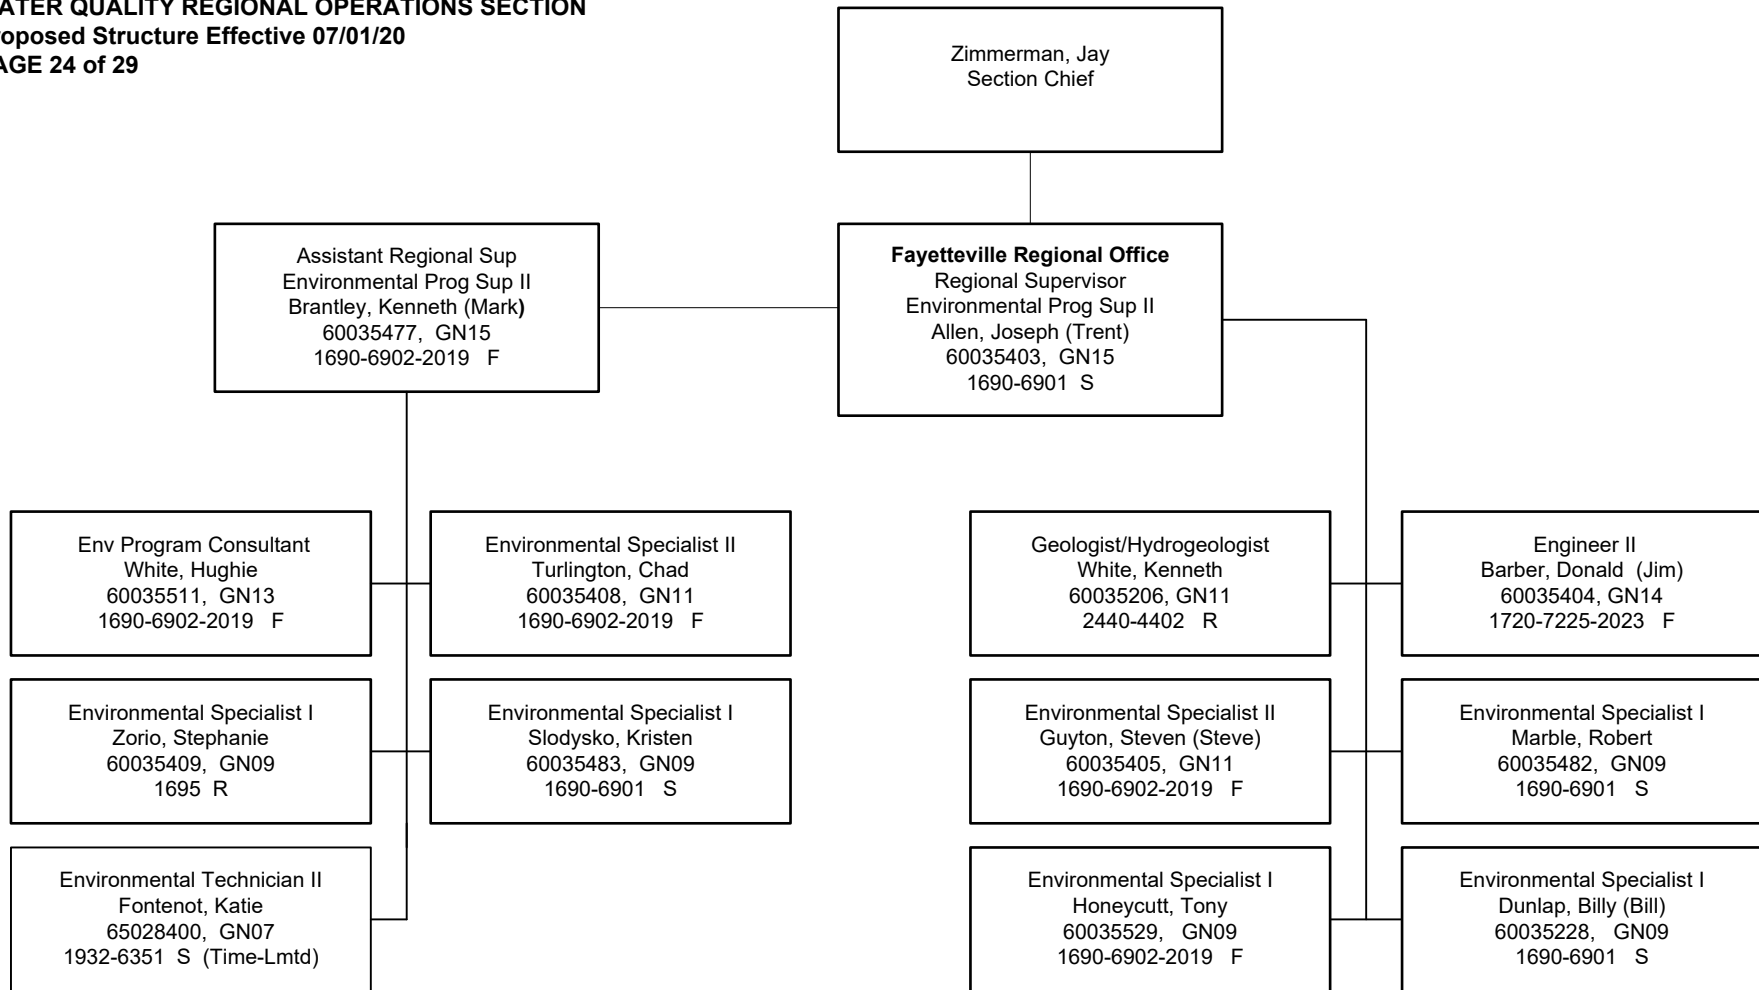 ATER QUALITY REGIONAL OPERATIONS SECTION
roposed Structure Effective 07/01/20
AGE 24 of 29
Zimmerman, Jay
Section Chief
Assistant Regional Sup
Environmental Prog Sup II
Brantley, Kenneth (Mark)
60035477, GN15
1690-6902-2019 F
Fayetteville Regional Office
Regional Supervisor
Environmental Prog Sup II
Allen, Joseph (Trent)
60035403, GN15
1690-6901 S
Env Program Consultant
White, Hughie
60035511, GN13
1690-6902-2019 F
Environmental Specialist II
Turlington, Chad
60035408, GN11
1690-6902-2019 F
Geologist/Hydrogeologist
White, Kenneth
60035206, GN11
2440-4402 R
Engineer II
Barber, Donald (Jim)
60035404, GN14
1720-7225-2023 F
Environmental Specialist I
Zorio, Stephanie
60035409, GN09
1695 R
Environmental Specialist I
Slodysko, Kristen
60035483, GN09
1690-6901 S
Environmental Specialist II
Guyton, Steven (Steve)
60035405, GN11
1690-6902-2019 F
Environmental Specialist I
Marble, Robert
60035482, GN09
1690-6901 S
Environmental Technician II
Fontenot, Katie
65028400, GN07
1932-6351 S (Time-Lmtd)
Environmental Specialist I
Honeycutt, Tony
60035529, GN09
1690-6902-2019 F
Environmental Specialist I
Dunlap, Billy (Bill)
60035228, GN09
1690-6901 S